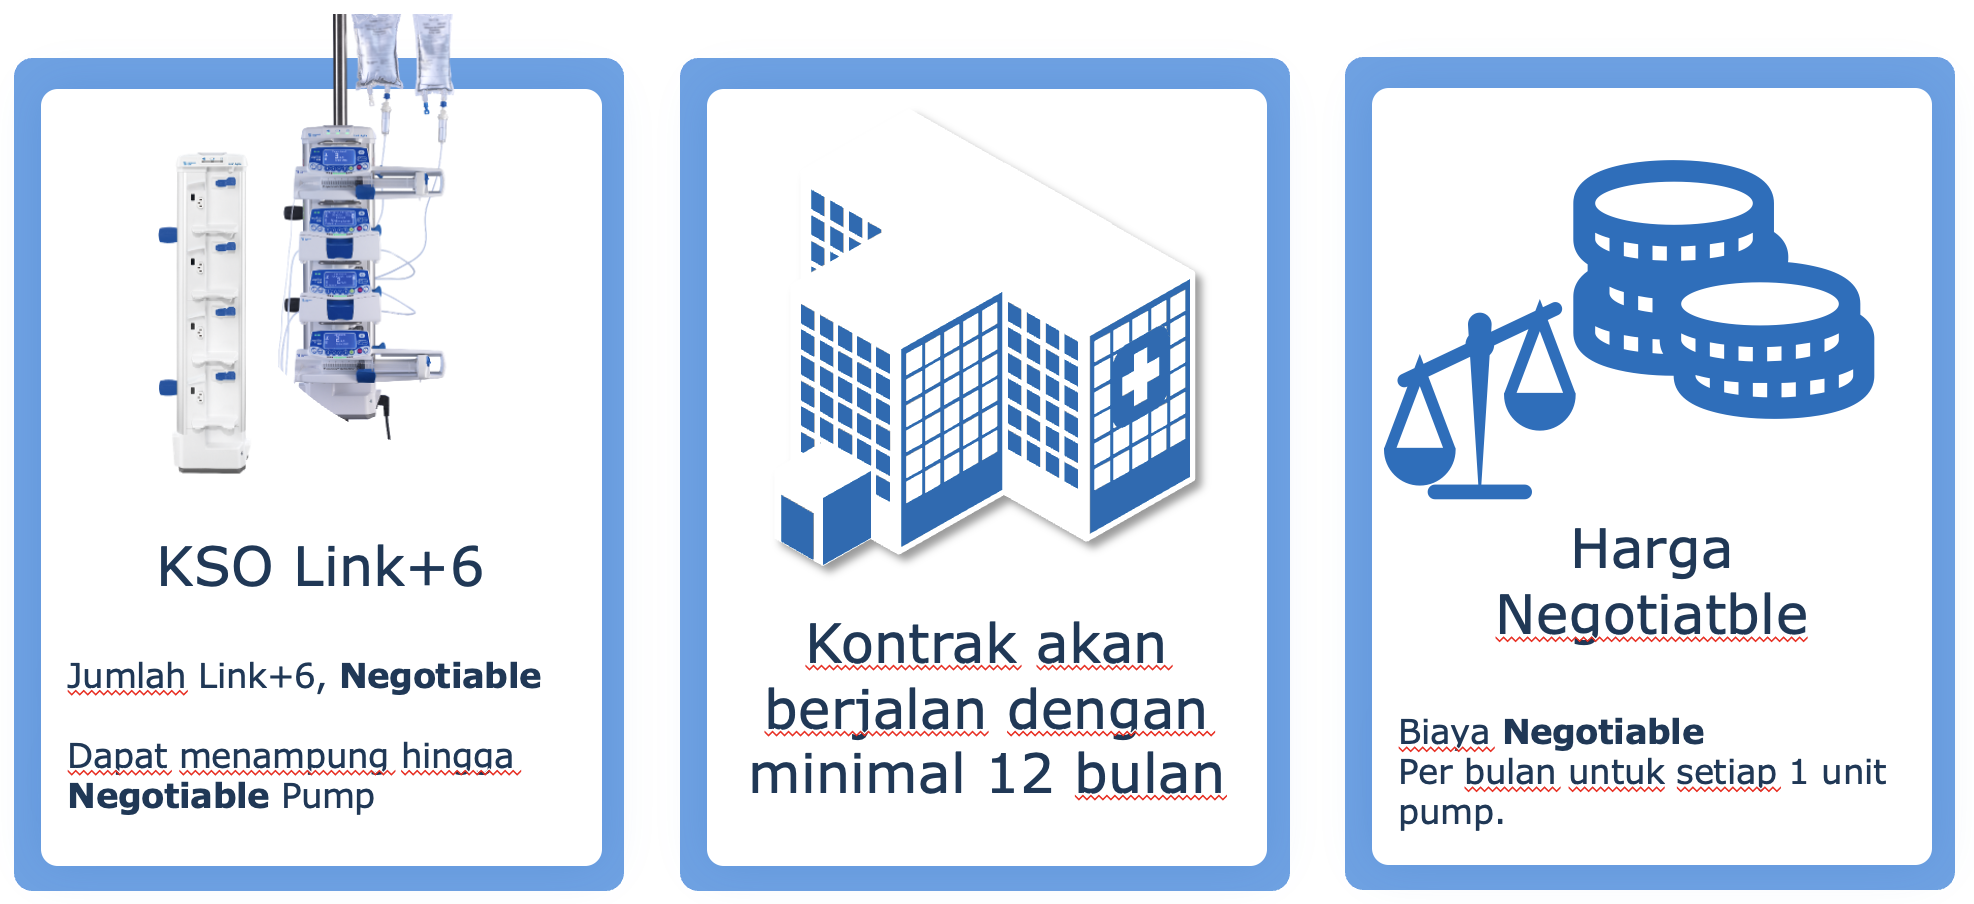 KSO Link+6
Jumlah Link+6, Negotiable
Dapat menampung hingga
Negotiable Pump
Kontrak akan
berjalan dengan
minimal 12 bulan
Harga
Negotiatble
Biaya Negotiable
Per bulan untuk setiap 1 unit
pump.